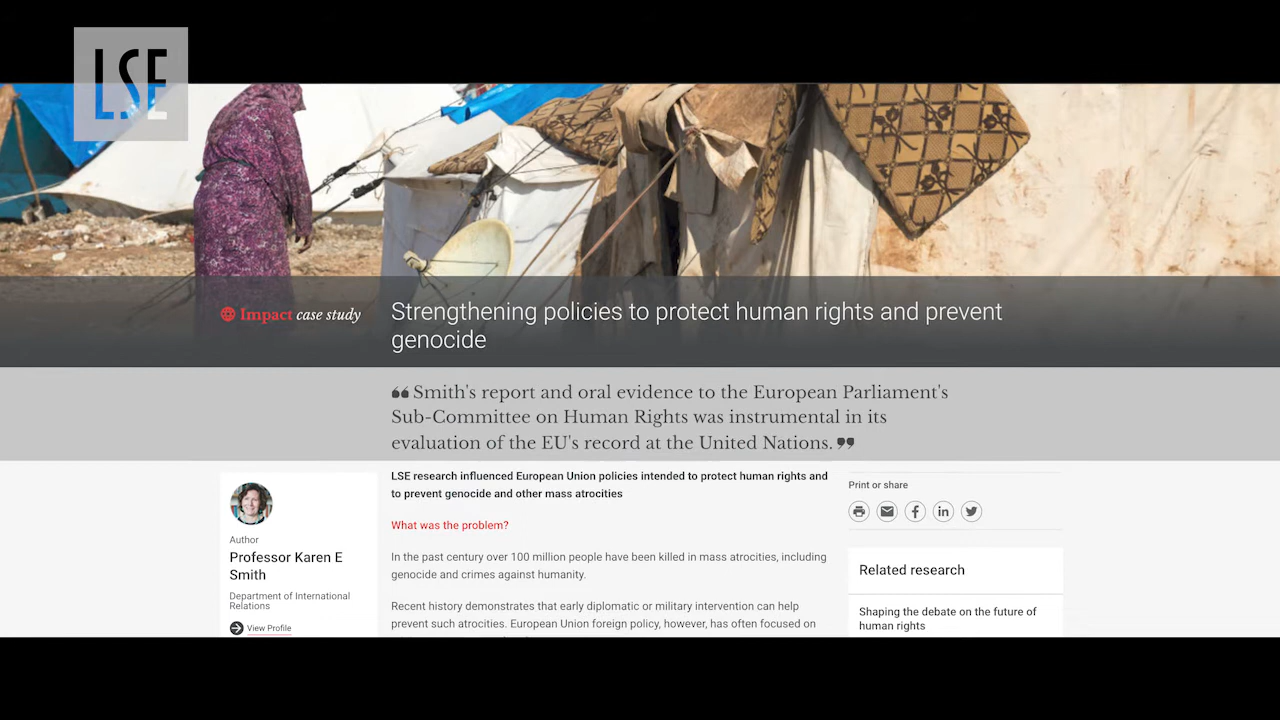 LSE
Impact case study
Strengthening policies to protect human rights and prevent
genocide
❝ Smith's report and oral evidence to the European Parliament's
Sub-Committee on Human Rights was instrumental in its
evaluation of the EU's record at the United Nations. ❞
Author
Professor Karen E
Smith
Department of International
Relations
View Profile
LSE research influenced European Union policies intended to protect human rights and
to prevent genocide and other mass atrocities
What was the problem?
In the past century over 100 million people have been killed in mass atrocities, including
genocide and crimes against humanity.
Recent history demonstrates that early diplomatic or military intervention can help
prevent such atrocities. European Union foreign policy, however, has often focused on
Print or share
Related research
Shaping the debate on the future of
human rights